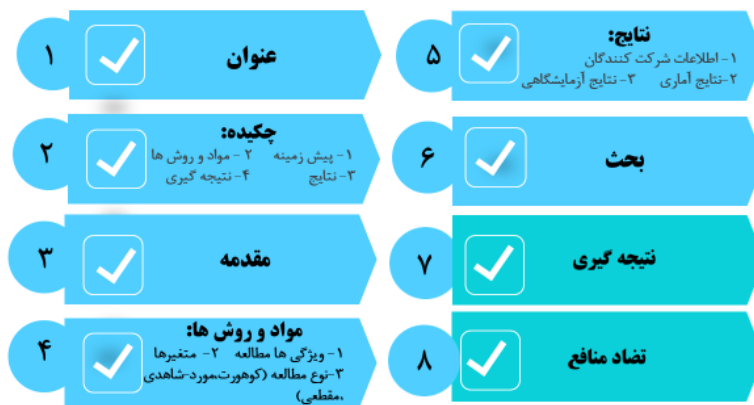 ۱
عنوان
۲
چکیده:
۱- پیش زمینه ۲- مواد و روش ها
۳- نتایج ۴- نتیجه گیری
۳
مقدمه
۴
مواد و روش ها:
۱- ویژگی ها مطالعه ۲- متغیرها
۳-نوع مطالعه (کوهورت،مورد-شاهدی
،مقطعی)
۵
نتایج:
۱- اطلاعات شرکت کنندگان
۲-نتایج آماری ۳- نتایج آزمایشگاهی
۶
بحث
۷
نتیجه گیری
۸
تضاد منافع